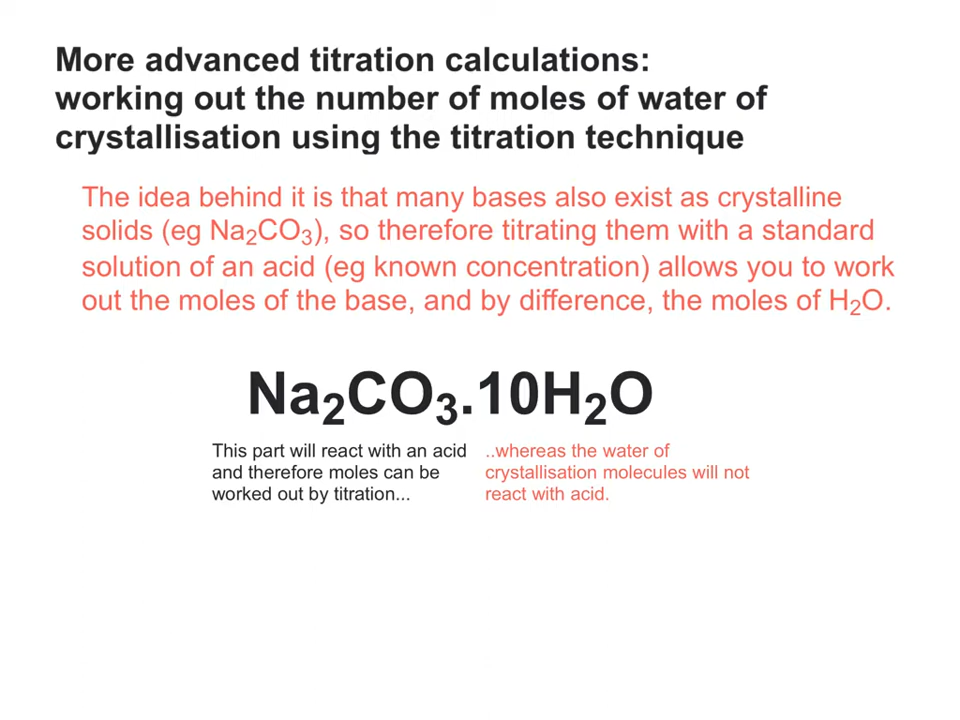 More advanced titration calculations:
working out the number of moles of water of
crystallisation using the titration technique
The idea behind it is that many bases also exist as crystalline
solids (eg Na₂CO₃), so therefore titrating them with a standard
solution of an acid (eg known concentration) allows you to work
out the moles of the base, and by difference, the moles of H₂O.
Na₂CO₃.10H₂O
This part will react with an acid
and therefore moles can be
worked out by titration...
..whereas the water of
crystallisation molecules will not
react with acid.